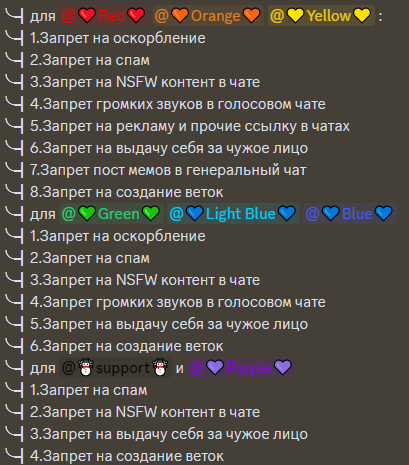 ╰┤для @❤Red❤ @🧡Orange🧡 @💛Yellow💛 :
╰┤1.Запрет на оскорбление
╰┤2.Запрет на спам
╰┤3.Запрет на NSFW контент в чате
╰┤4.Запрет громких звуков в голосовом чате
╰┤5.Запрет на рекламу и прочие ссылку в чатах
╰┤6.Запрет на выдачу себя за чужое лицо
╰┤7.Запрет пост мемов в генеральный чат
╰┤8.Запрет на создание веток
╰┤для @💚Green💚 @💙Light Blue💙 @💙Blue💙
╰┤1.Запрет на оскорбление
╰┤2.Запрет на спам
╰┤3.Запрет на NSFW контент в чате
╰┤4.Запрет громких звуков в голосовом чате
╰┤5.Запрет на выдачу себя за чужое лицо
╰┤6.Запрет на создание веток
╰┤для @⛄support⛄ и @💜Purple💜
╰┤1.Запрет на спам
╰┤2.Запрет на NSFW контент в чате
╰┤3.Запрет на выдачу себя за чужое лицо
╰┤4.Запрет на создание веток